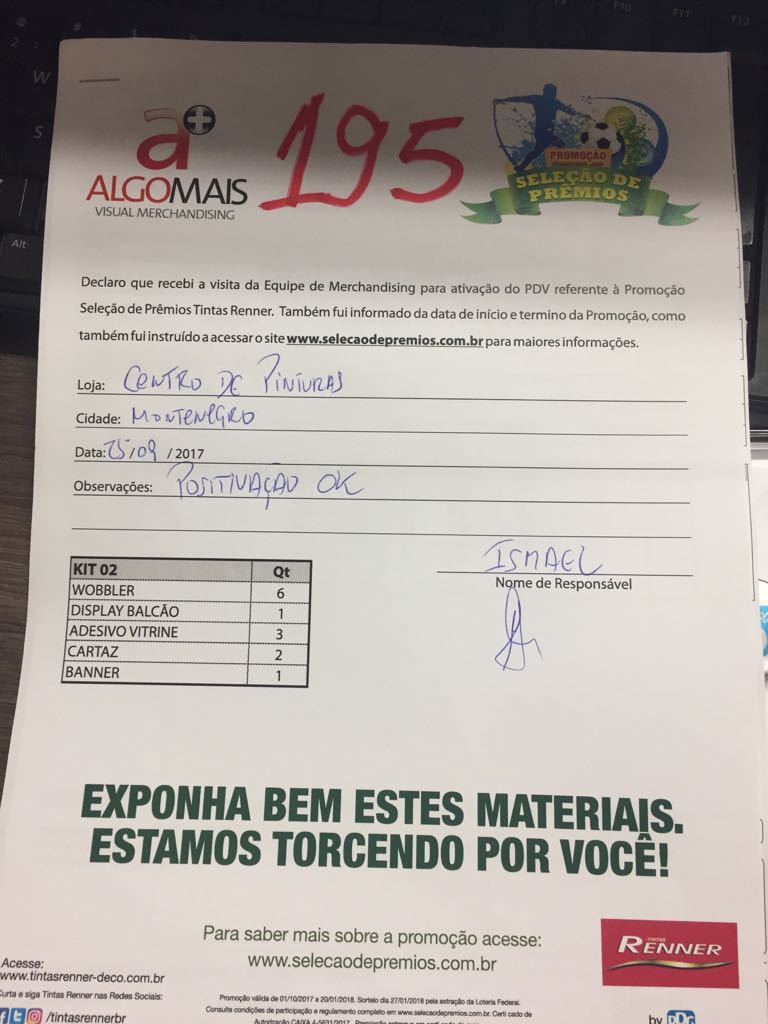 a+
ALGOMAIS
VISUAL MERCHANDISING
195
PROMOÇÃO
SELEÇÃO DE
PRÊMIOS
Declaro que recebi a visita da Equipe de Merchandising para ativação do PDV referente à Promoção
Seleção de Prêmios Tintas Renner. Também fui informado da data de início e termino da Promoção, como
também fui instruído a acessar o site www.selecaodepremios.com.br para maiores informações.
Loja: CENTRO DE PINTURAS
Cidade: MONTENEGRO
Data: 25/09 / 2017
Observações: POSITIVAÇÃO OK
ISMAEL
Nome de Responsável
KIT 02 Qt
WOBBLER 6
DISPLAY BALCÃO 1
ADESIVO VITRINE 3
CARTAZ 2
BANNER 1
EXPONHA BEM ESTES MATERIAIS.
ESTAMOS TORCENDO POR VOCÊ!
Para saber mais sobre a promoção acesse:
www.selecaodepremios.com.br
TINTAS
RENNER
by PPG
Acesse:
www.tintasrenner-deco.com.br
Curta e siga Tintas Renner nas Redes Sociais:
/tintasrennerbr
Promoção válida de 01/10/2017 a 20/01/2018. Sorteio dia 27/01/2018 pela extração da Loteria Federal.
Consulte condições de participação e regulamento completo em www.selecaodepremios.com.br. Certi cado de
Autorização CAIXA 4-5631/2017.
W
S
Alt
F10
F11
F12
2